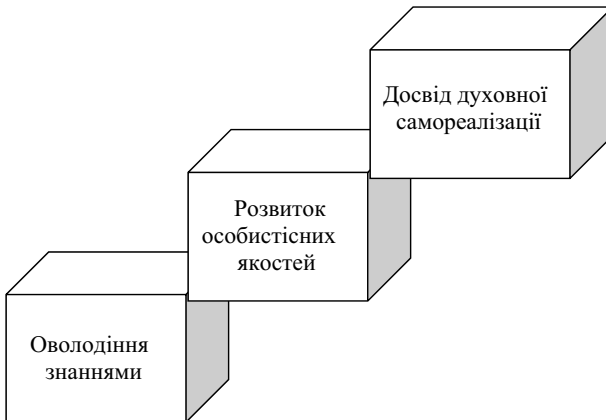 Досвід духовної
самореалізації
Розвиток
особистісних
якостей
Оволодіння
знаннями